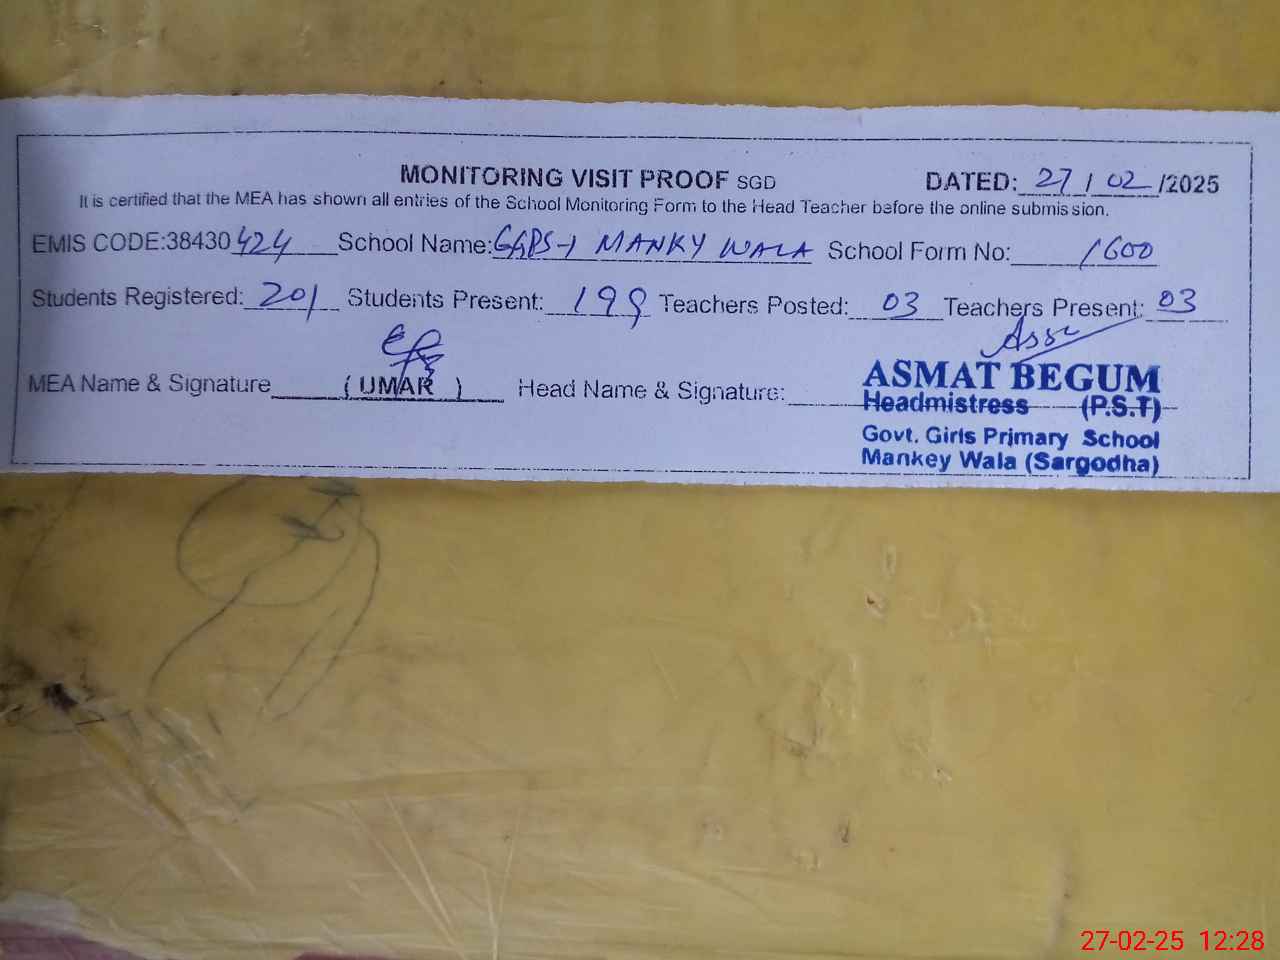 MONITORING VISIT PROOF SGD DATED: 27/02/2025
It is certified that the MEA has shown all entries of the School Monitoring Form to the Head Teacher before the online submission.
EMIS CODE:38430424 School Name: GGPS-1 MANKY WALA School Form No: 1600
Students Registered: 201 Students Present: 199 Teachers Posted: 03 Teachers Present: 03
MEA Name & Signature (UMAR) Head Name & Signature:
ASMAT BEGUM
Headmistress (P.S.T)
Govt. Girls Primary School
Mankey Wala (Sargodha)
27-02-25 12:28